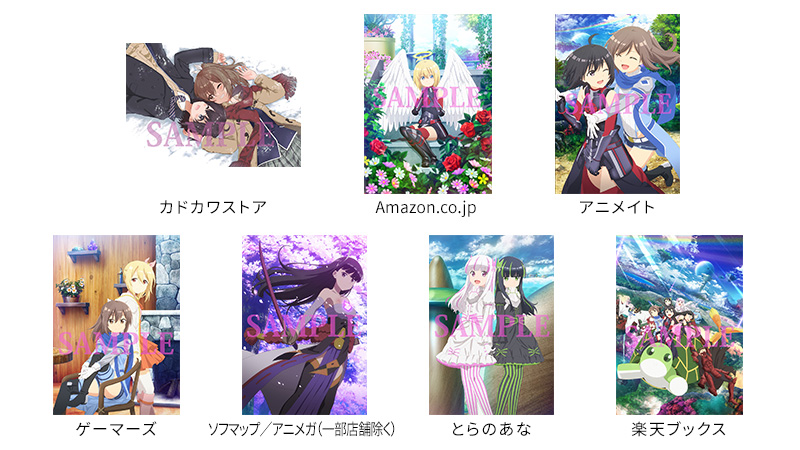 SAMPLE
SAMPLE
SAMPLE
カドカワストア
Amazon.co.jp
アニメイト
SAMPLE
SAMPLE
SAMPLE
SAMPLE
ゲーマーズ
ソフマップ／アニメガ（一部店舗除く）
とらのあな
楽天ブックス